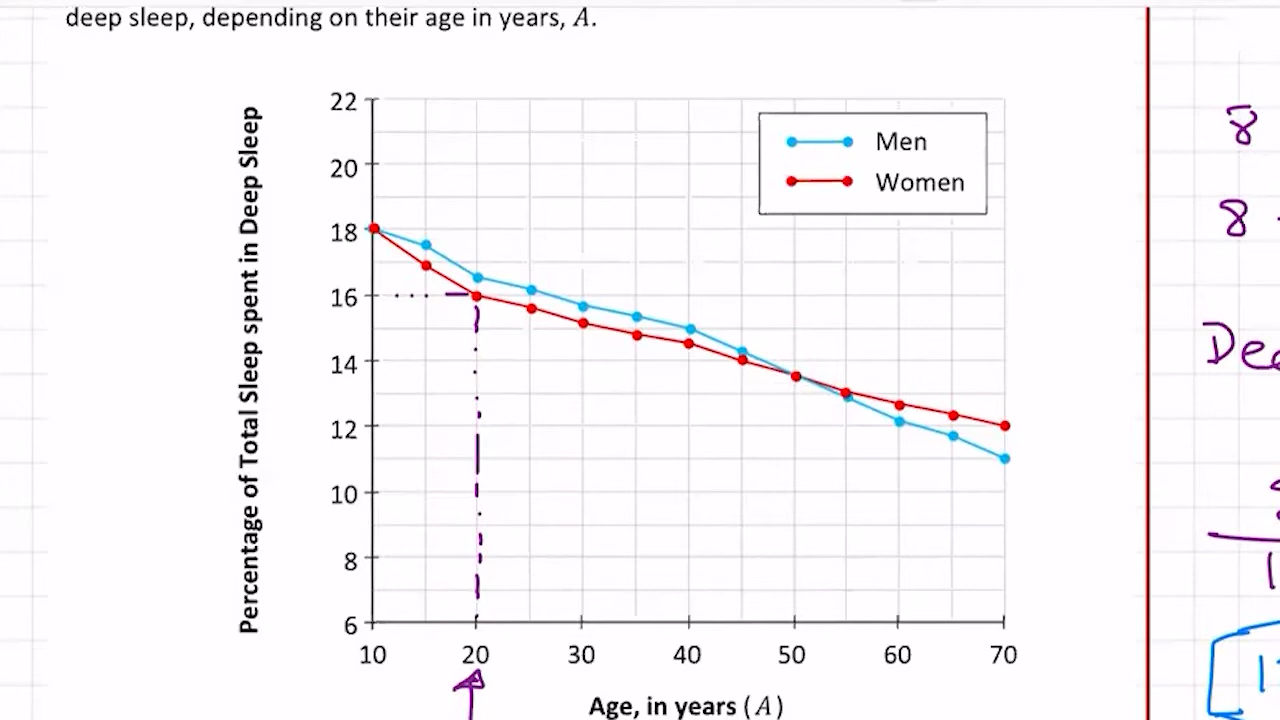 deep sleep, depending on their age in years, A.
Percentage of Total Sleep spent in Deep Sleep
22
20
18
16
14
12
10
8
6
Men
Women
10 20 30 40 50 60 70
Age, in years (A)
8
8